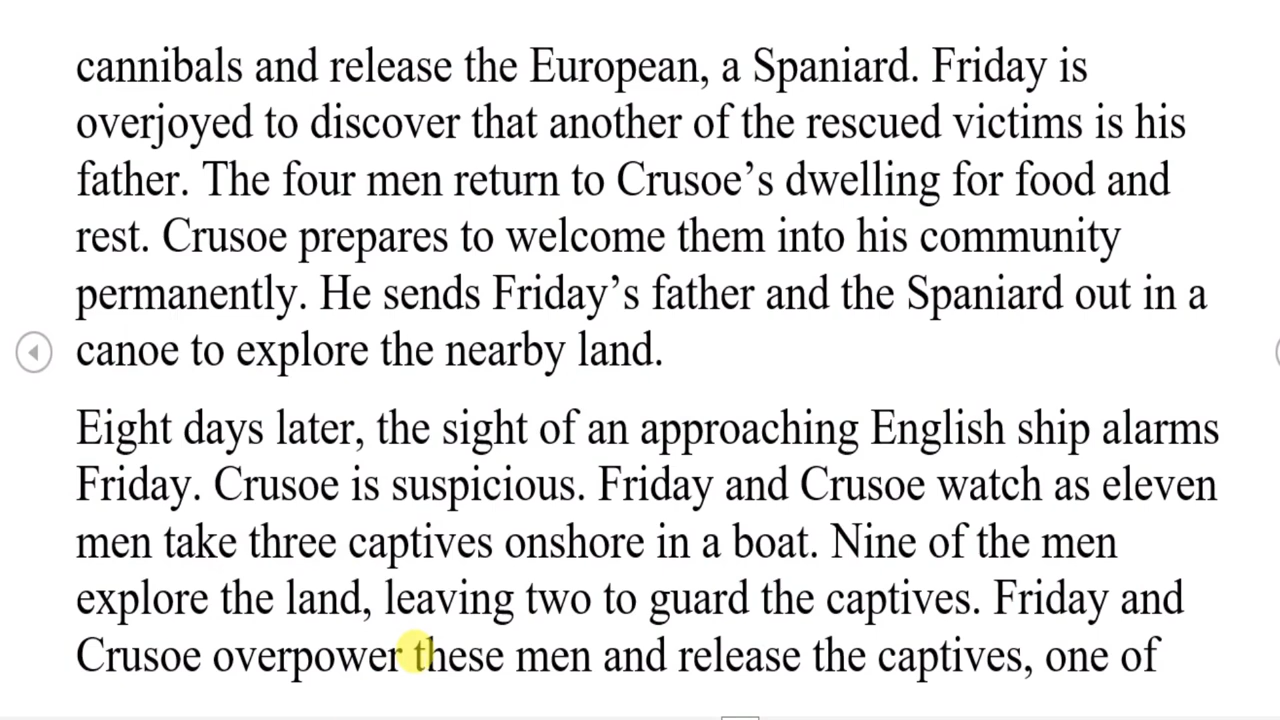 cannibals and release the European, a Spaniard. Friday is
overjoyed to discover that another of the rescued victims is his
father. The four men return to Crusoe’s dwelling for food and
rest. Crusoe prepares to welcome them into his community
permanently. He sends Friday’s father and the Spaniard out in a
canoe to explore the nearby land.
Eight days later, the sight of an approaching English ship alarms
Friday. Crusoe is suspicious. Friday and Crusoe watch as eleven
men take three captives onshore in a boat. Nine of the men
explore the land, leaving two to guard the captives. Friday and
Crusoe overpower these men and release the captives, one of